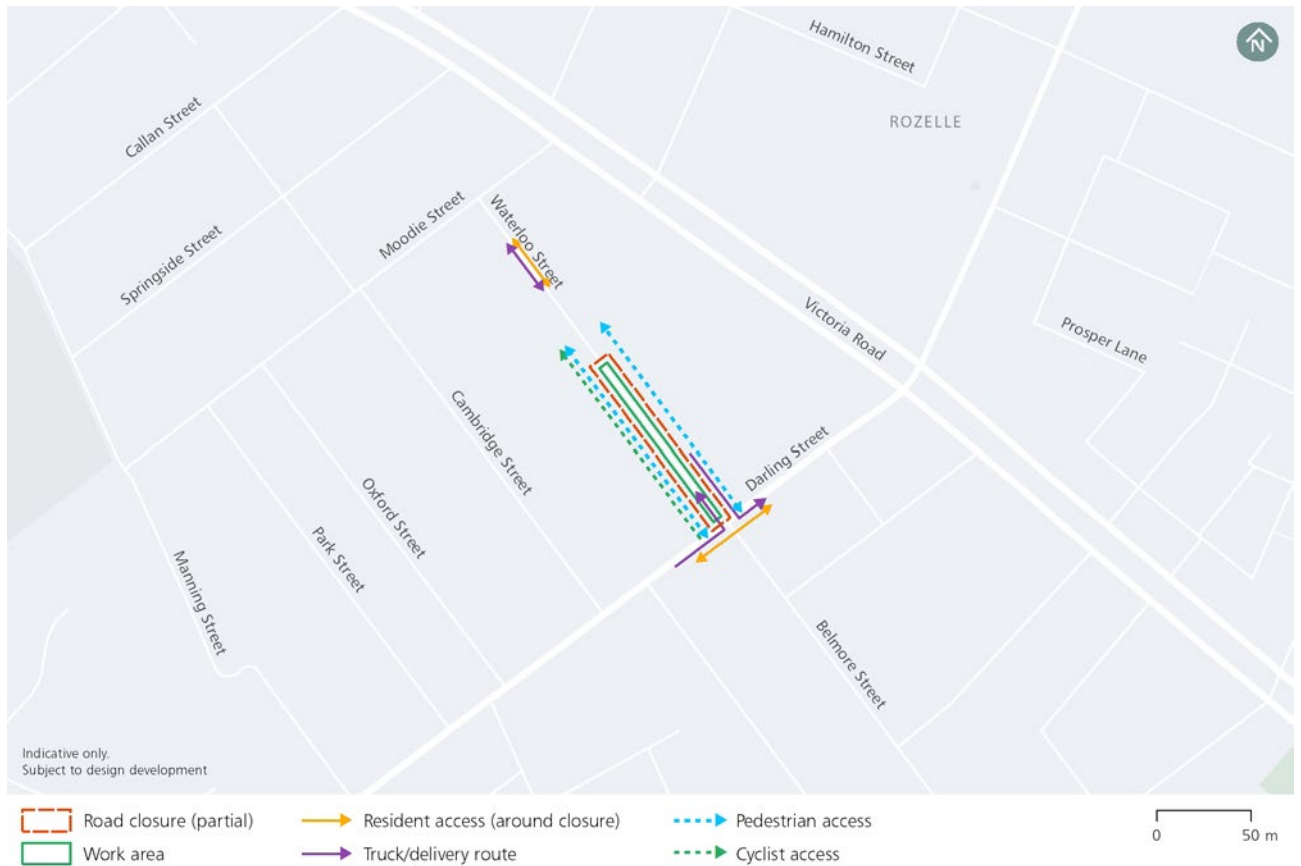 Hamilton Street
N
ROZELLE
Callan Street
Moodie Street
Waterloo Street
Springside Street
Victoria Road
Prosper Lane
Cambridge Street
Darling Street
Oxford Street
Park Street
Manning Street
Belmore Street
Indicative only.
Subject to design development
Road closure (partial)
Resident access (around closure)
Pedestrian access
0 50 m
Work area
Truck/delivery route
Cyclist access